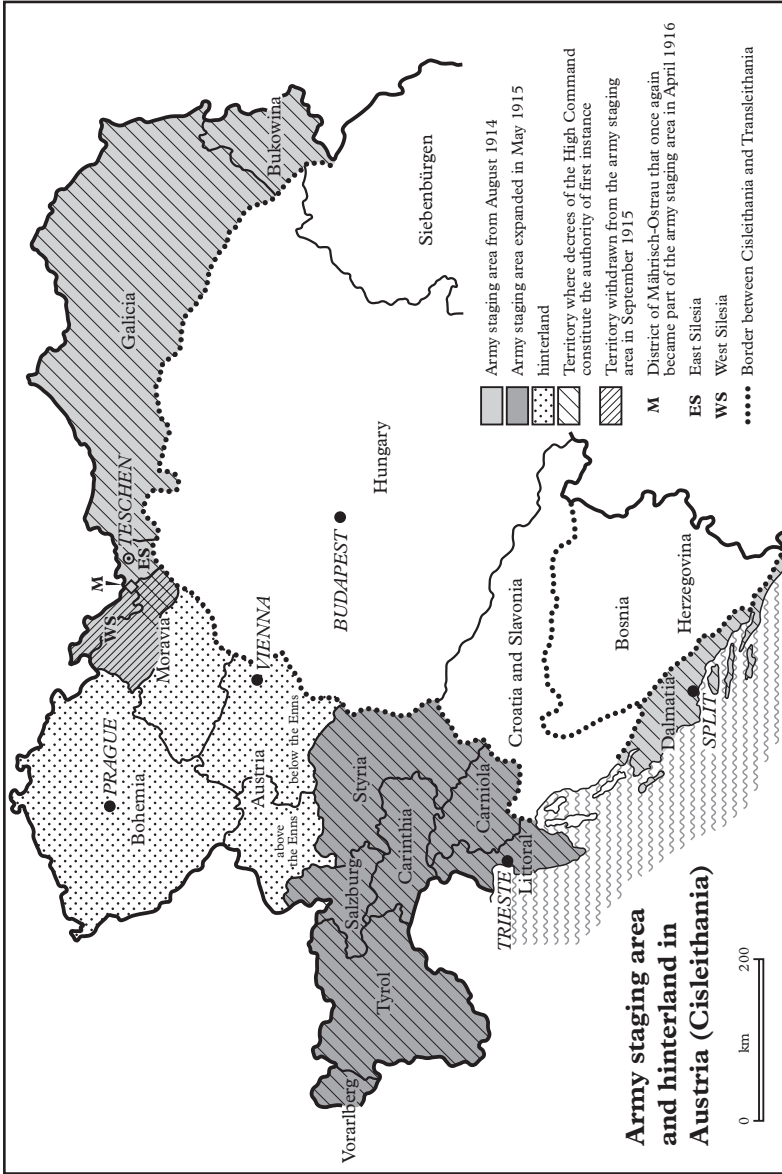 Army staging area
and hinterland in
Austria (Cisleithania)
0 km 200
Army staging area from August 1914
Army staging area expanded in May 1915
hinterland
Territory where decrees of the High Command
constitute the authority of first instance
Territory withdrawn from the army staging
area in September 1915
M District of Mährisch-Ostrau that once again
became part of the army staging area in April 1916
ES East Silesia
WS West Silesia
Border between Cisleithania and Transleithania
PRAGUE
Bohemia
WS
M
TESCHEN
ES
Moravia
Galicia
Bukowina
Siebenbürgen
VIENNA
Austria
above
the Enns
below the Enns
BUDAPEST
Hungary
Vorarlberg
Tyrol
Salzburg
Styria
Carinthia
Carniola
TRIESTE
Littoral
Croatia and Slavonia
Bosnia
Herzegovina
Dalmatia
SPLIT